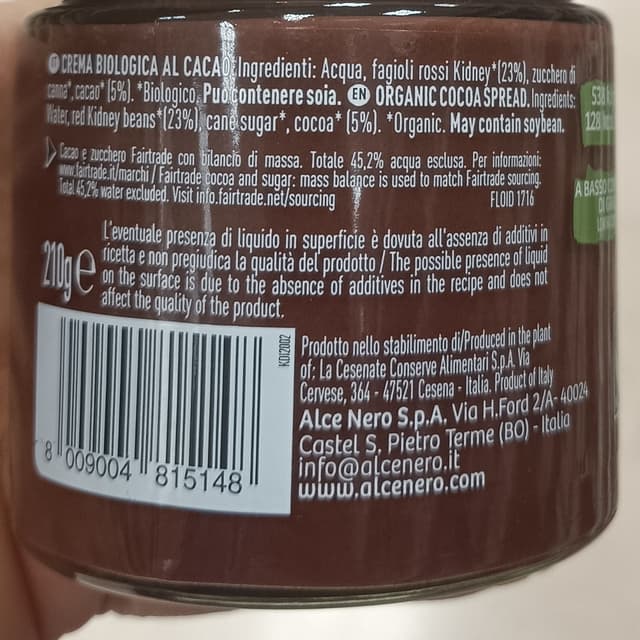 IT CREMA BIOLOGICA AL CACAO. Ingredienti: Acqua, fagioli rossi Kidney*(23%), zucchero di
canna*, cacao* (5%). *Biologico. Può contenere soia. EN ORGANIC COCOA SPREAD. Ingredients:
Water, red Kidney beans*(23%), cane sugar*, cocoa* (5%). *Organic. May contain soybean.
Cacao e zucchero Fairtrade con bilancio di massa. Totale 45,2% acqua esclusa. Per informazioni:
www.fairtrade.it/marchi / Fairtrade cocoa and sugar: mass balance is used to match Fairtrade sourcing.
Total 45,2% water excluded. Visit info.fairtrade.net/sourcing FLOID 1716
210g e
L'eventuale presenza di liquido in superficie è dovuta all'assenza di additivi in
ricetta e non pregiudica la qualità del prodotto / The possible presence of liquid
on the surface is due to the absence of additives in the recipe and does not
affect the quality of the product.
KDI2002
8 009004 815148
Prodotto nello stabilimento di/Produced in the plant
of: La Cesenate Conserve Alimentari S.p.A. Via
Cervese, 364 - 47521 Cesena - Italia. Product of Italy
Alce Nero S.p.A. Via H.Ford 2/A- 40024
Castel S. Pietro Terme (BO) - Italia
info@alcenero.it
www.alcenero.com
538
128
A BASSO
DI